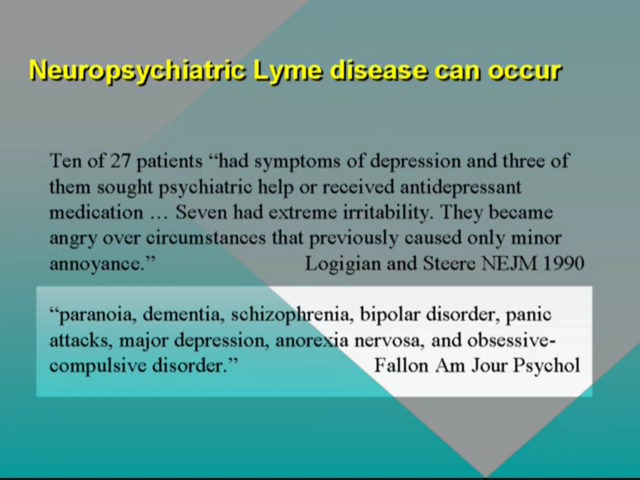 Neuropsychiatric Lyme disease can occur
Ten of 27 patients “had symptoms of depression and three of
them sought psychiatric help or received antidepressant
medication … Seven had extreme irritability. They became
angry over circumstances that previously caused only minor
annoyance.” Logigian and Steere NEJM 1990
“paranoia, dementia, schizophrenia, bipolar disorder, panic
attacks, major depression, anorexia nervosa, and obsessive-
compulsive disorder.” Fallon Am Jour Psychol